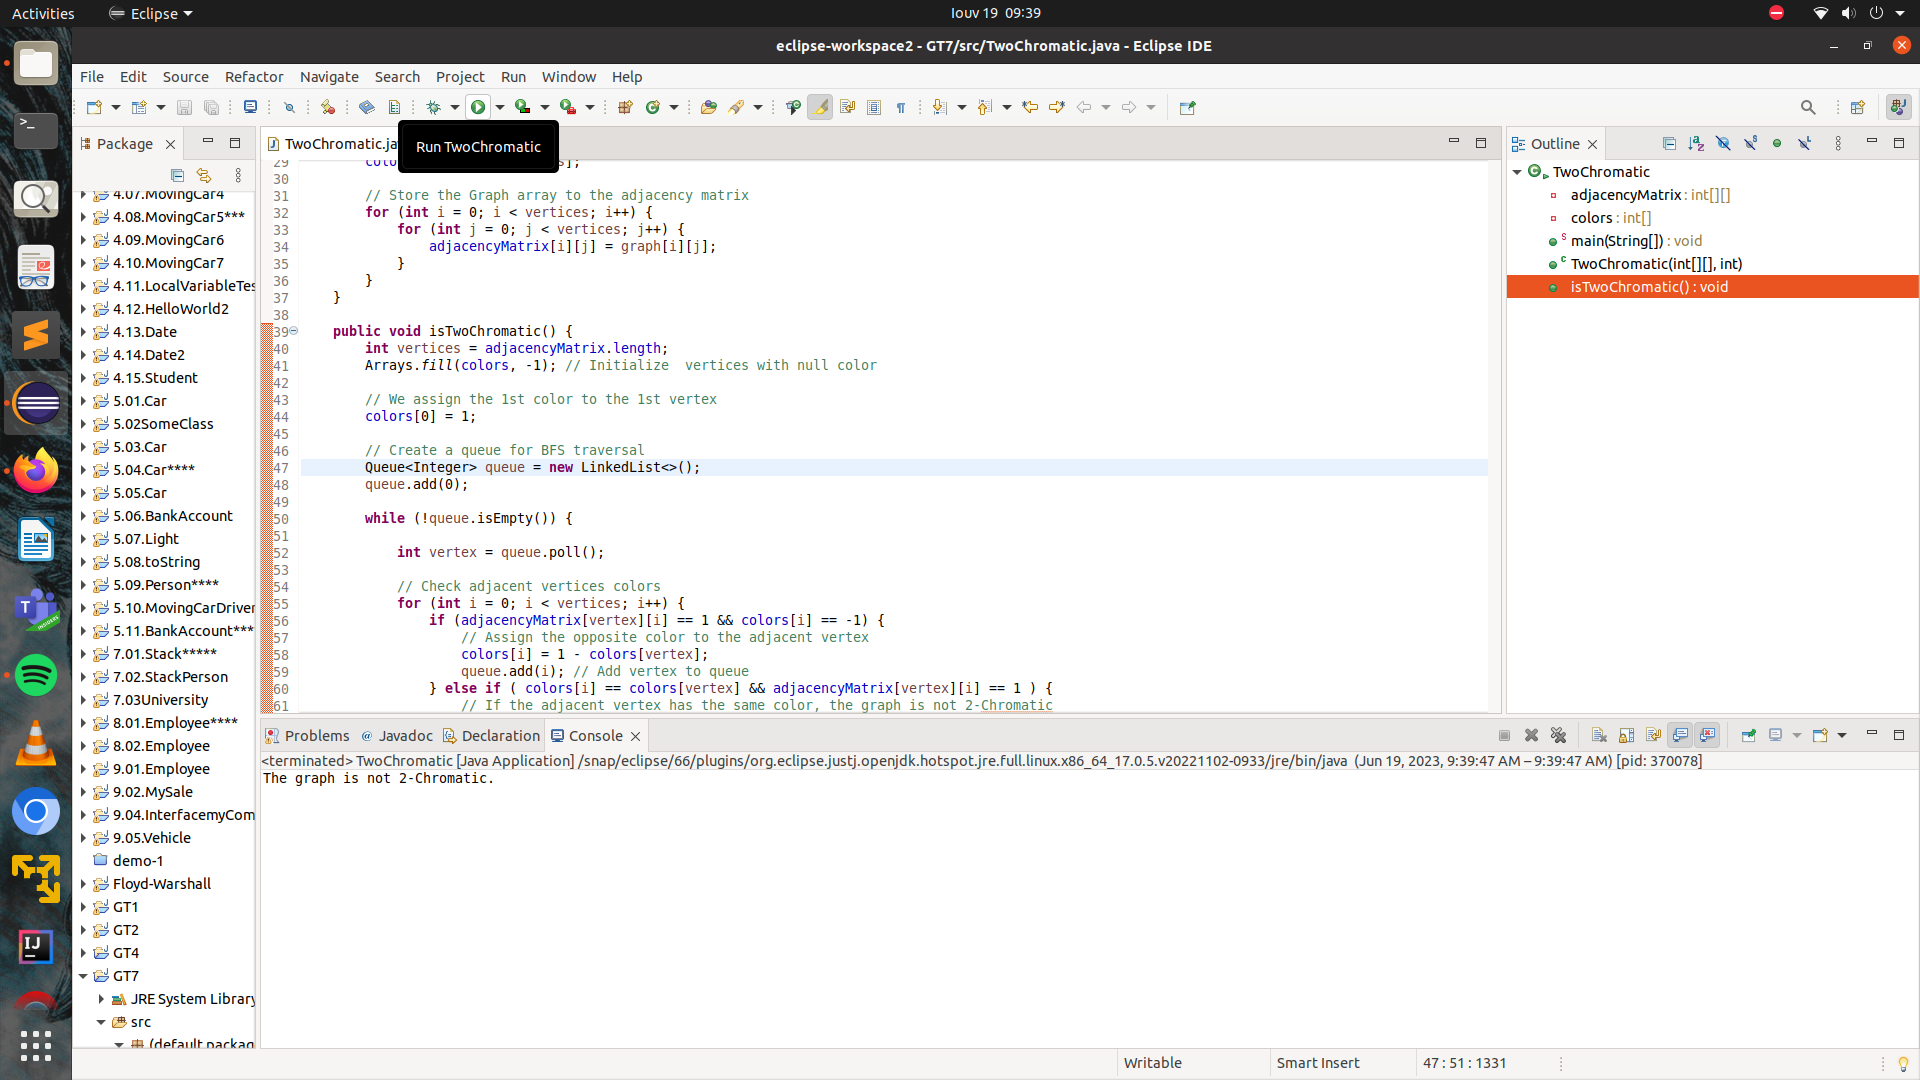 Activities
Eclipse
Ιουν 19 09:39
eclipse-workspace2 - GT7/src/TwoChromatic.java - Eclipse IDE
File Edit Source Refactor Navigate Search Project Run Window Help
Package
TwoChromatic.ja
Run TwoChromatic
Outline
4.07.MovingCar4
4.08.MovingCar5***
4.09.MovingCar6
4.10.MovingCar7
4.11.LocalVariableTes
4.12.HelloWorld2
4.13.Date
4.14.Date2
4.15.Student
5.01.Car
5.02SomeClass
5.03.Car
5.04.Car****
5.05.Car
5.06.BankAccount
5.07.Light
5.08.toString
5.09.Person****
5.10.MovingCarDriver
5.11.BankAccount***
7.01.Stack*****
7.02.StackPerson
7.03University
8.01.Employee****
8.02.Employee
9.01.Employee
9.02.MySale
9.04.InterfacemyCom
9.05.Vehicle
demo-1
Floyd-Warshall
GT1
GT2
GT4
GT7
JRE System Library
src
(default packag
29
30
31 // Store the Graph array to the adjacency matrix
32 for (int i = 0; i < vertices; i++) {
33 for (int j = 0; j < vertices; j++) {
34 adjacencyMatrix[i][j] = graph[i][j];
35 }
36 }
37 }
38
39 public void isTwoChromatic() {
40 int vertices = adjacencyMatrix.length;
41 Arrays.fill(colors, -1); // Initialize  vertices with null color
42
43 // We assign the 1st color to the 1st vertex
44 colors[0] = 1;
45
46 // Create a queue for BFS traversal
47 Queue<Integer> queue = new LinkedList<>();
48 queue.add(0);
49
50 while (!queue.isEmpty()) {
51
52 int vertex = queue.poll();
53
54 // Check adjacent vertices colors
55 for (int i = 0; i < vertices; i++) {
56 if (adjacencyMatrix[vertex][i] == 1 && colors[i] == -1) {
57 // Assign the opposite color to the adjacent vertex
58 colors[i] = 1 - colors[vertex];
59 queue.add(i); // Add vertex to queue
60 } else if ( colors[i] == colors[vertex] && adjacencyMatrix[vertex][i] == 1 ) {
61 // If the adjacent vertex has the same color, the graph is not 2-Chromatic
TwoChromatic
adjacencyMatrix : int[][]
colors : int[]
main(String[]) : void
TwoChromatic(int[][], int)
isTwoChromatic() : void
Problems @ Javadoc Declaration Console
<terminated> TwoChromatic [Java Application] /snap/eclipse/66/plugins/org.eclipse.justj.openjdk.hotspot.jre.full.linux.x86_64_17.0.5.v20221102-0933/jre/bin/java (Jun 19, 2023, 9:39:47 AM – 9:39:47 AM) [pid: 370078]
The graph is not 2-Chromatic.
Writable
Smart Insert
47 : 51 : 1331